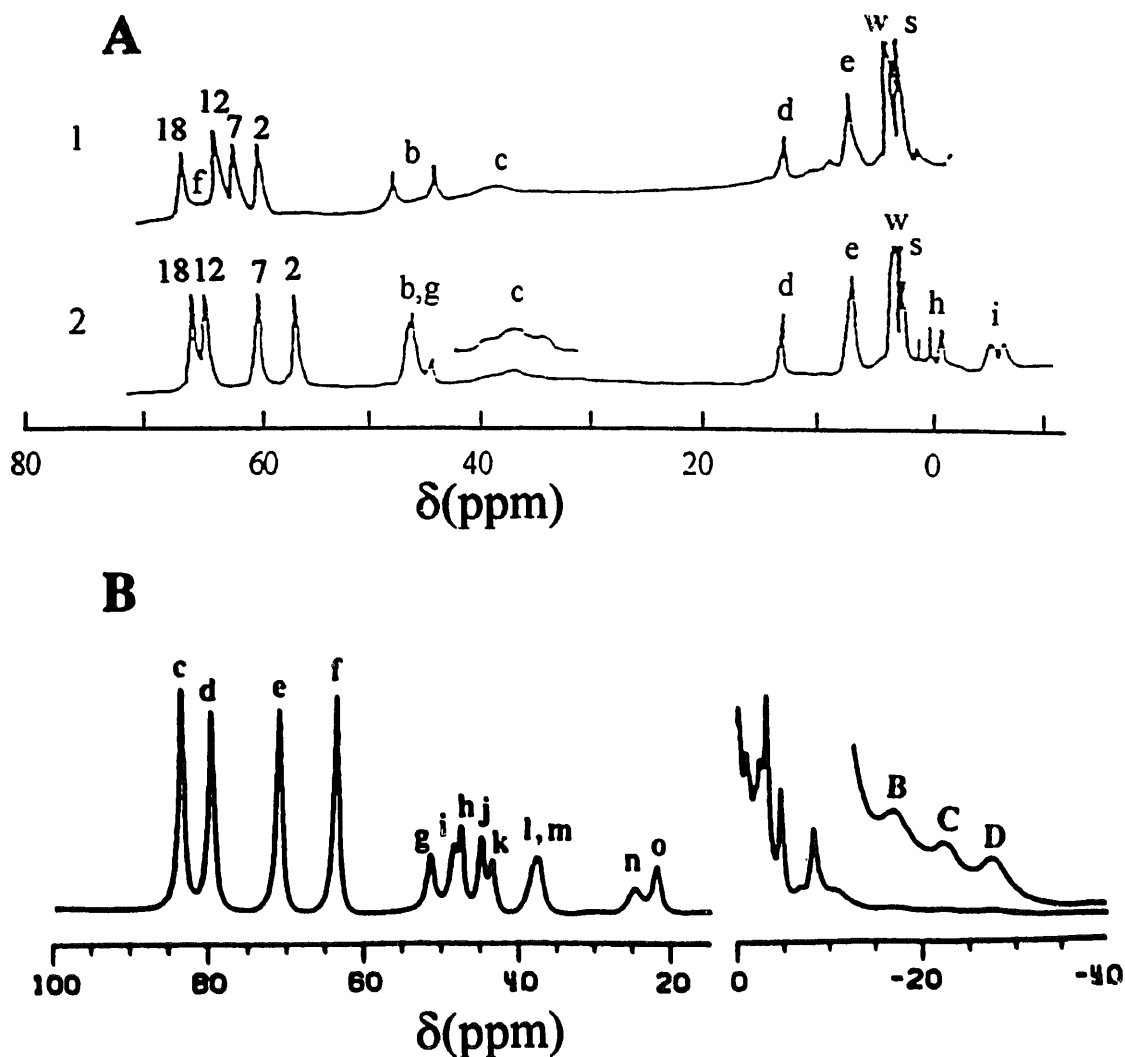 A
w s
12
18 7 2
e
1
f
b
c
d
w
18 12 7 2
e
s
2
b,g
c
d
h
i
80 60 40 20 0
δ(ppm)
B
c
d
e
f
g i h j k l,m n o
B C D
100 80 60 40 20 0 -20 -40
δ(ppm)